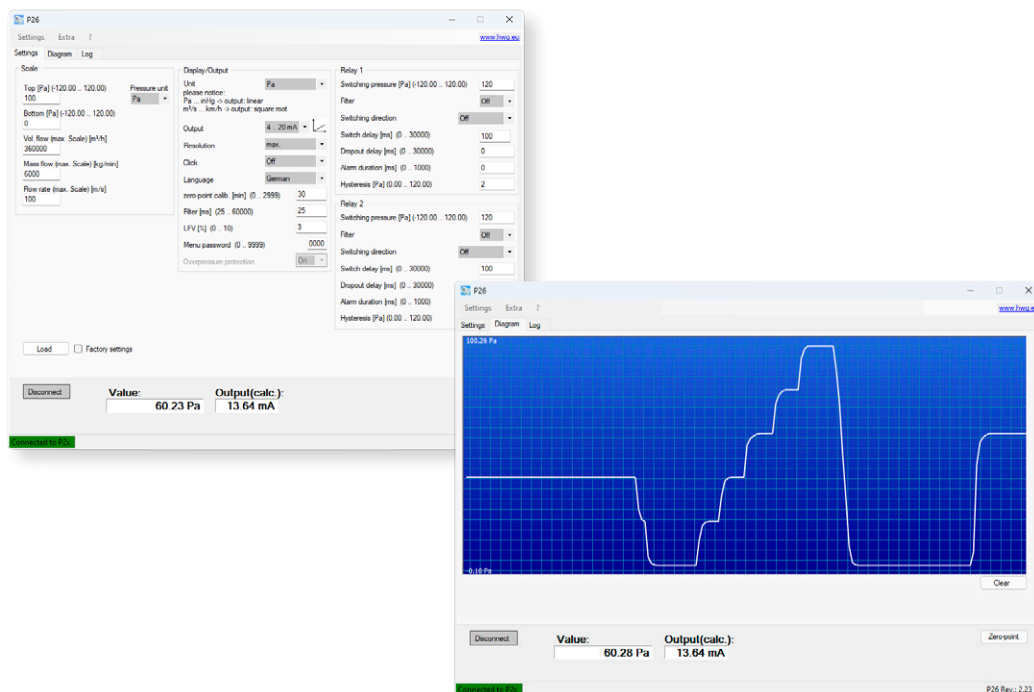 P26
Settings Extra ?
www.hwg.eu
Settings Diagram Log
Scale
Top [Pa] (-120.00 .. 120.00) Pressure unit
100 Pa
Bottom [Pa] (-120.00 .. 120.00)
0
Vol. flow (max. Scale) [m³/h]
360000
Mass flow (max. Scale) [kg/min]
6000
Flow rate (max. Scale) [m/s]
100
Display/Output
Unit Pa
please notice:
Pa ... inHg -> output: linear
m³/s ... km/h -> output: square root
Output 4 .. 20 mA
Resolution max.
Click Off
Language German
zero point calib. [min] (0 .. 2999) 30
Filter [ms] (25 .. 60000) 25
LFV [%] (0 .. 10) 3
Menu password (0 .. 9999) 0000
Overpressure protection On
Relay 1
Switching pressure [Pa] (-120.00 .. 120.00) 120
Filter Off
Switching direction Off
Switch delay [ms] (0 .. 30000) 100
Dropout delay [ms] (0 .. 30000) 0
Alarm duration [ms] (0 .. 1000) 0
Hysteresis [Pa] (0.00 .. 120.00) 2
Relay 2
Switching pressure [Pa] (-120.00 .. 120.00) 120
Filter Off
Switching direction Off
Switch delay [ms] (0 .. 30000) 100
Dropout delay [ms] (0 .. 30000)
Alarm duration [ms] (0 .. 1000)
Hysteresis [Pa] (0.00 .. 120.00)
Load Factory settings
Disconnect
Value: Output(calc.):
60.23 Pa 13.64 mA
Connected to P2x
P26
Settings Extra ?
www.hwg.e
Settings Diagram Log
100.26 Pa
-0.10 Pa
Clear
Disconnect
Zero-point
Value: Output(calc.):
60.28 Pa 13.64 mA
Connected to P2x
P26 Rev.: 2.23